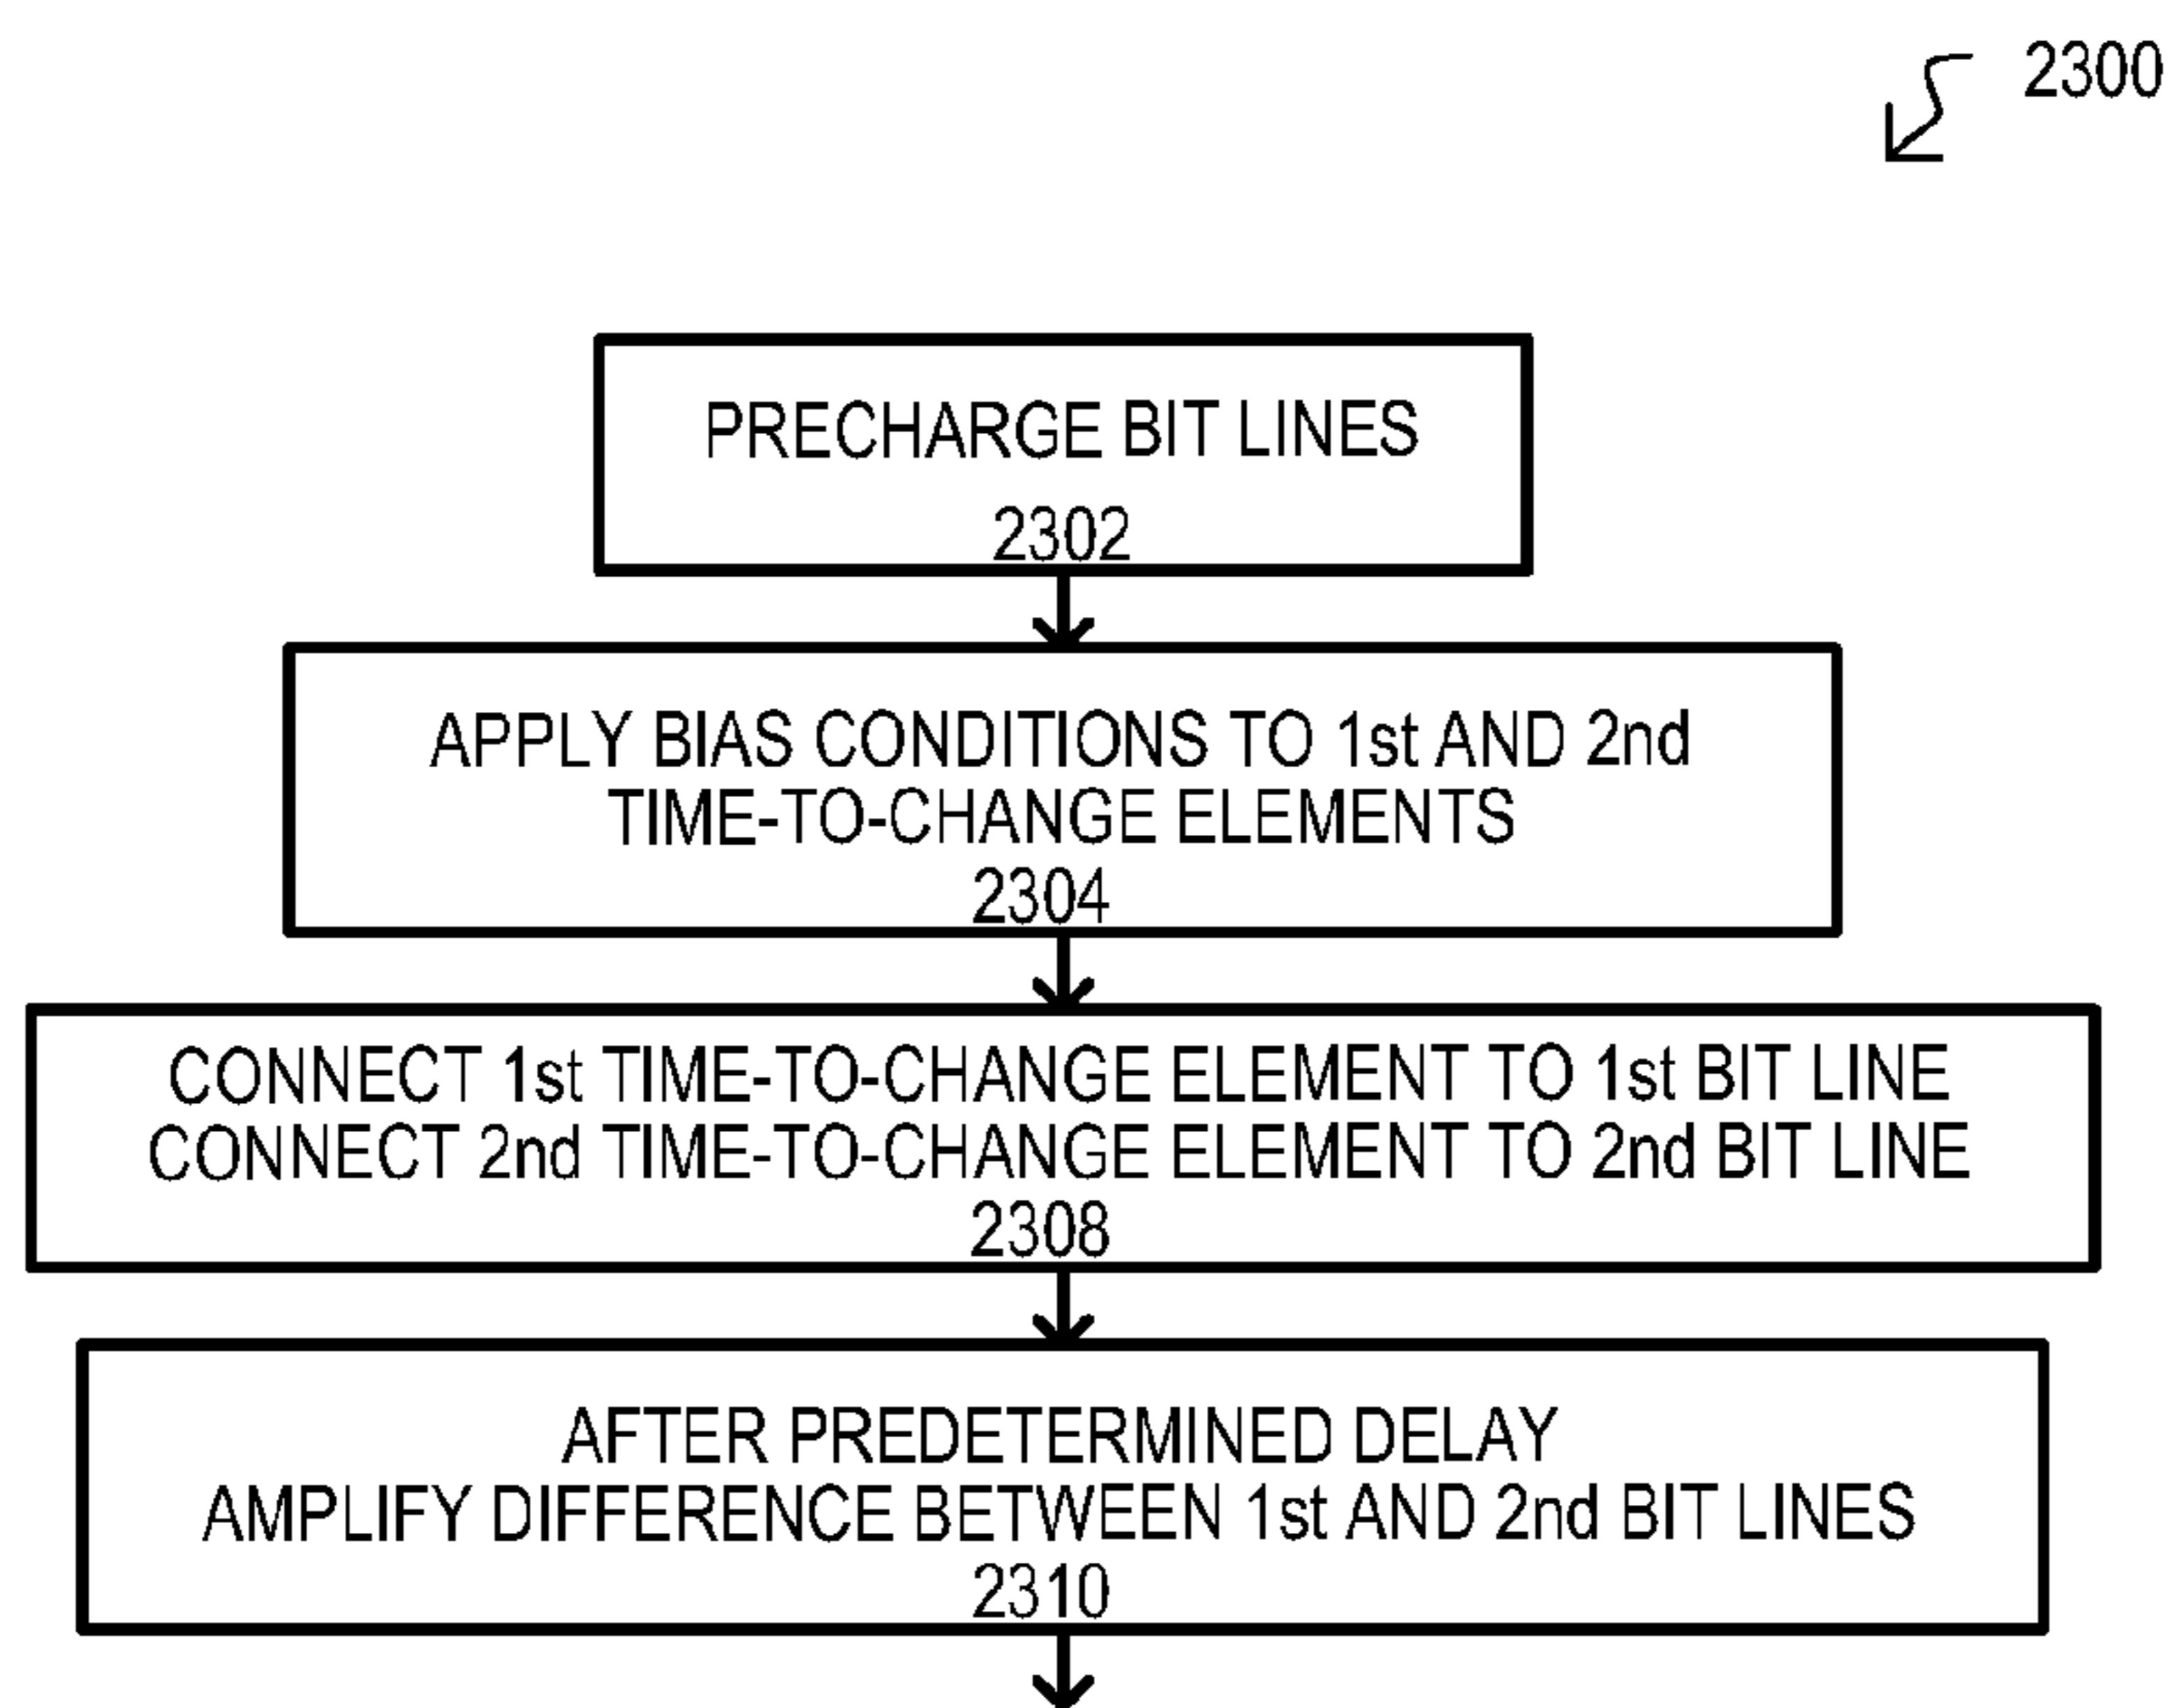 2300
PRECHARGE BIT LINES
2302
APPLY BIAS CONDITIONS TO 1st AND 2nd
TIME-TO-CHANGE ELEMENTS
2304
CONNECT 1st TIME-TO-CHANGE ELEMENT TO 1st BIT LINE
CONNECT 2nd TIME-TO-CHANGE ELEMENT TO 2nd BIT LINE
2308
AFTER PREDETERMINED DELAY
AMPLIFY DIFFERENCE BETWEEN 1st AND 2nd BIT LINES
2310